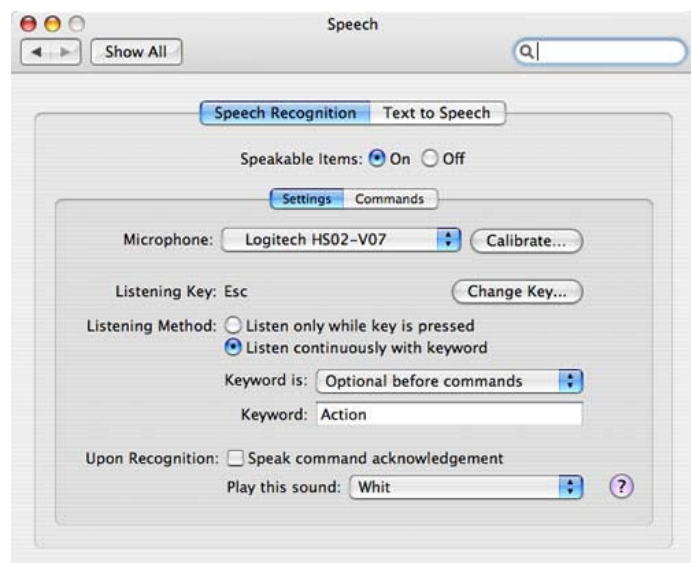 Speech
Show All
Speech Recognition Text to Speech
Speakable Items: On Off
Settings Commands
Microphone: Logitech HS02-V07 Calibrate...
Listening Key: Esc Change Key...
Listening Method: Listen only while key is pressed
Listen continuously with keyword
Keyword is: Optional before commands
Keyword: Action
Upon Recognition: Speak command acknowledgement
Play this sound: Whit ?